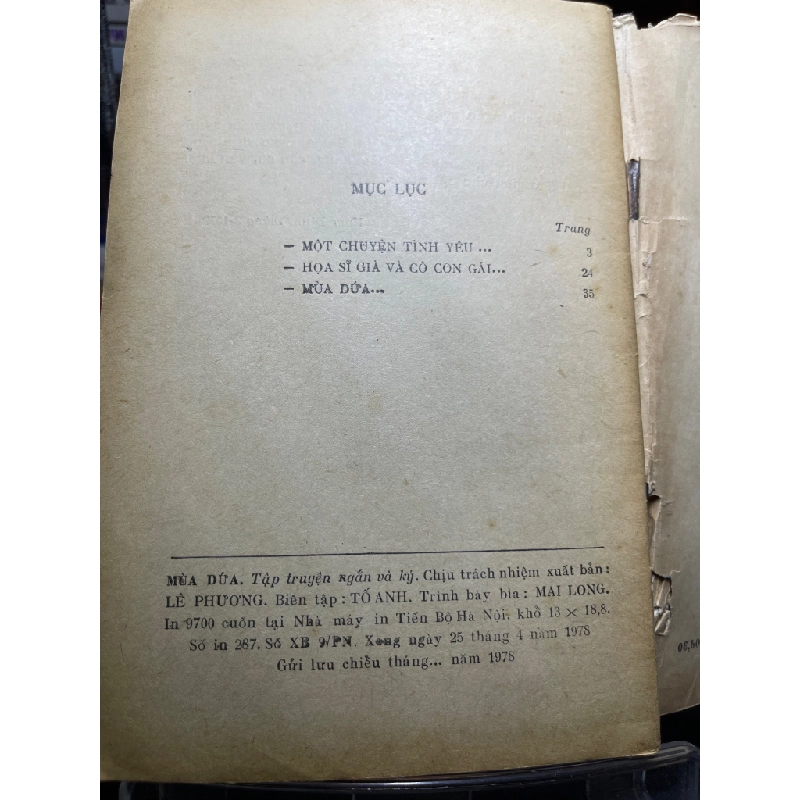 MỤC LỤC
Trang
— MỘT CHUYỆN TÌNH YÊU ... 3
— HỌA SĨ GIÀ VÀ CÔ CON GÁI... 24
— MÙA DỨA... 35
MÙA DỨA. Tập truyện ngắn và ký. Chịu trách nhiệm xuất bản:
LÊ PHƯƠNG. Biên tập: TỐ ANH. Trình bày bìa: MAI LONG.
In 9700 cuốn tại Nhà máy in Tiến Bộ Hà Nội, khổ 13 × 18,8.
Số in 287. Số XB 9/PN. Xong ngày 25 tháng 4 năm 1978
Gửi lưu chiểu tháng... năm 1978